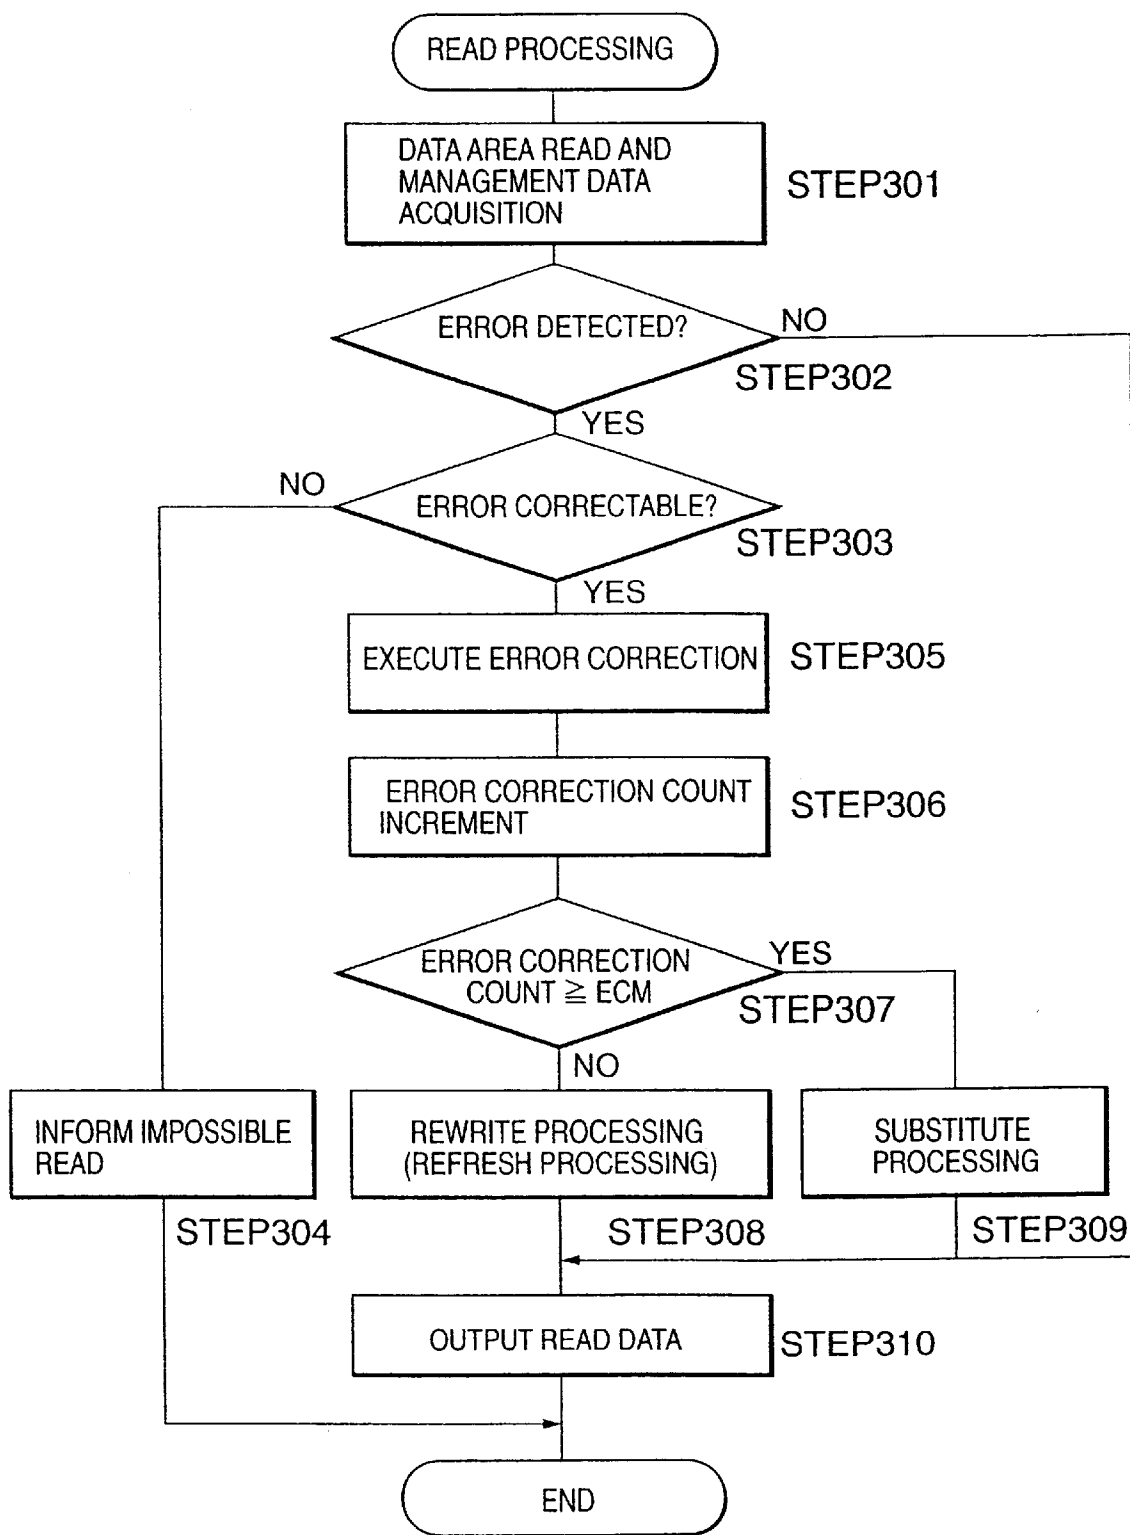 READ PROCESSING
DATA AREA READ AND
MANAGEMENT DATA
ACQUISITION
STEP301
ERROR DETECTED?
NO
STEP302
YES
NO
ERROR CORRECTABLE?
STEP303
YES
EXECUTE ERROR CORRECTION
STEP305
ERROR CORRECTION COUNT
INCREMENT
STEP306
ERROR CORRECTION
COUNT ≧ ECM
YES
STEP307
NO
INFORM IMPOSSIBLE
READ
STEP304
REWRITE PROCESSING
(REFRESH PROCESSING)
STEP308
SUBSTITUTE
PROCESSING
STEP309
OUTPUT READ DATA
STEP310
END